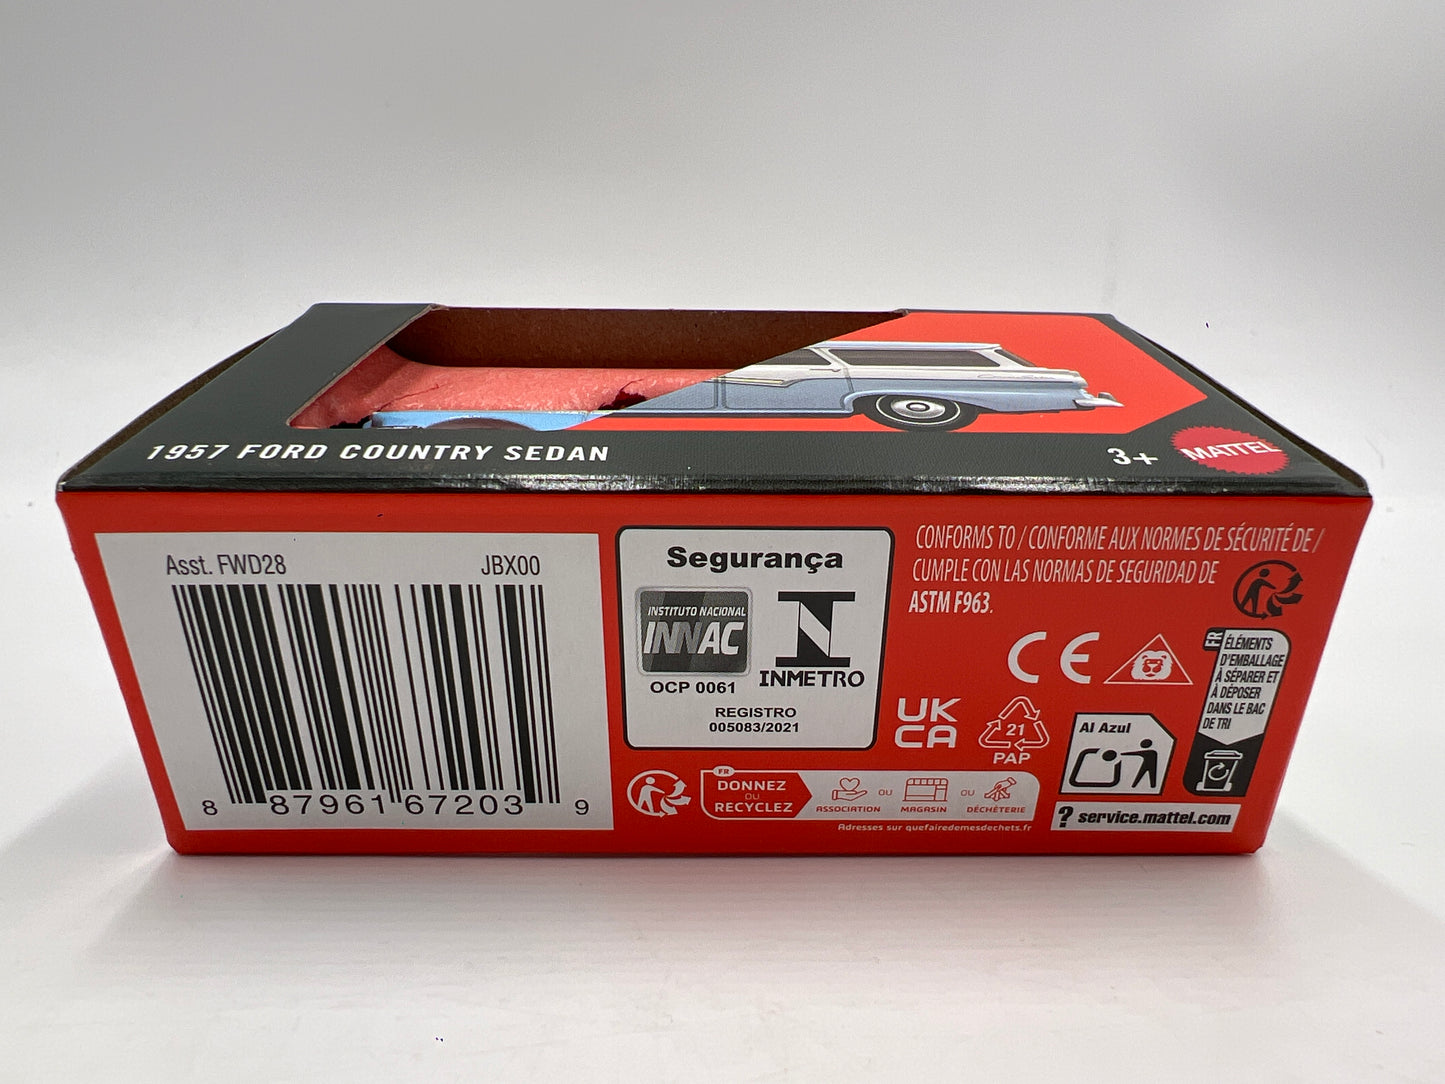 1957 FORD COUNTRY SEDAN
3+
MATTEL
Asst. FWD28
JBX00
8 87961 67203 9
Segurança
INSTITUTO NACIONAL
INNAC
OCP 0061
INMETRO
REGISTRO
005083/2021
CONFORMS TO / CONFORME AUX NORMES DE SÉCURITÉ DE /
CUMPLE CON LAS NORMAS DE SEGURIDAD DE
ASTM F963.
CE
UK
CA
21
PAP
FR
ÉLÉMENTS
D'EMBALLAGE
À SÉPARER ET
À DÉPOSER
DANS LE BAC
DE TRI
Al Azul
FR
DONNEZ
OU
RECYCLEZ
ASSOCIATION
OU
MAGASIN
OU
DÉCHÈTERIE
Adresses sur quefairedemesdechets.fr
? service.mattel.com